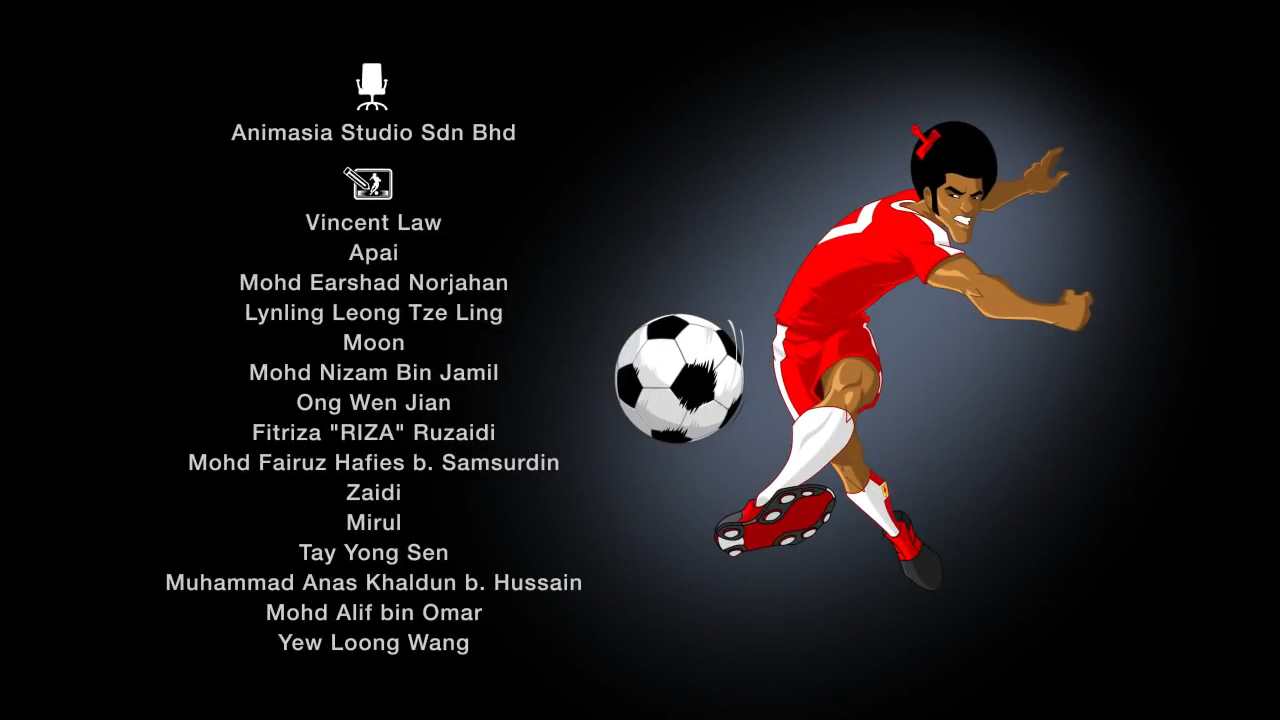 Animasia Studio Sdn Bhd
Vincent Law
Apai
Mohd Earshad Norjahan
Lynling Leong Tze Ling
Moon
Mohd Nizam Bin Jamil
Ong Wen Jian
Fitriza "RIZA" Ruzaidi
Mohd Fairuz Hafies b. Samsurdin
Zaidi
Mirul
Tay Yong Sen
Muhammad Anas Khaldun b. Hussain
Mohd Alif bin Omar
Yew Loong Wang